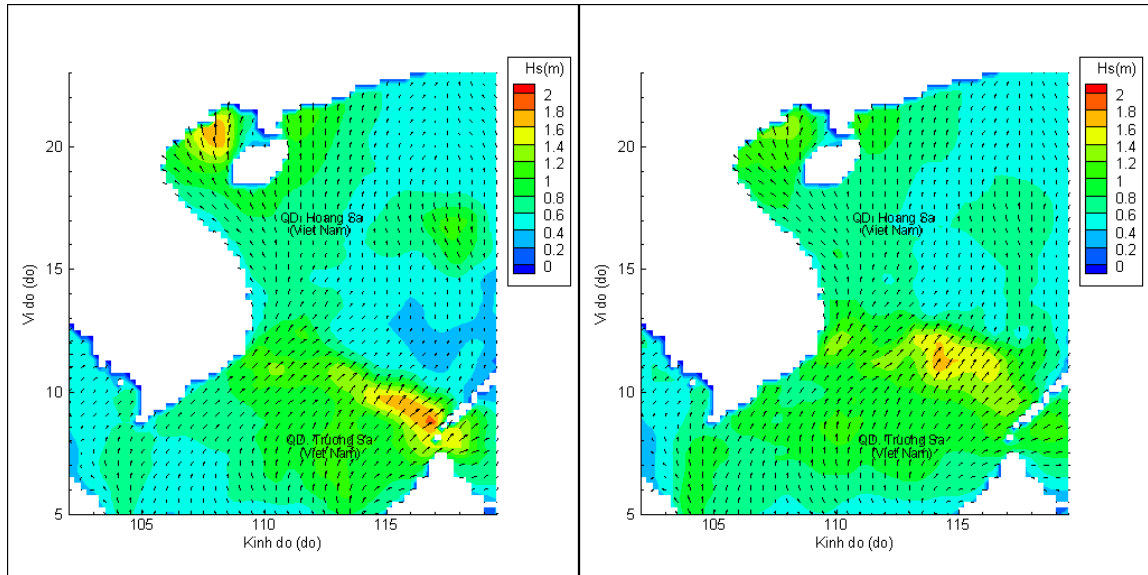 Hs(m)
2
1.8
1.6
1.4
1.2
1
0.8
0.6
0.4
0.2
0
20
15
10
5
Vi do (do)
105
110
115
Kinh do (do)
QDı Hoang Sa
(Viet Nam)
QD. Truong Sa
(Viet Nam)
Hs(m)
2
1.8
1.6
1.4
1.2
1
0.8
0.6
0.4
0.2
0
20
15
10
5
Vi do (do)
105
110
115
Kinh do (do)
QDı Hoang Sa
(Viet Nam)
QD. Truong Sa
(Viet Nam)